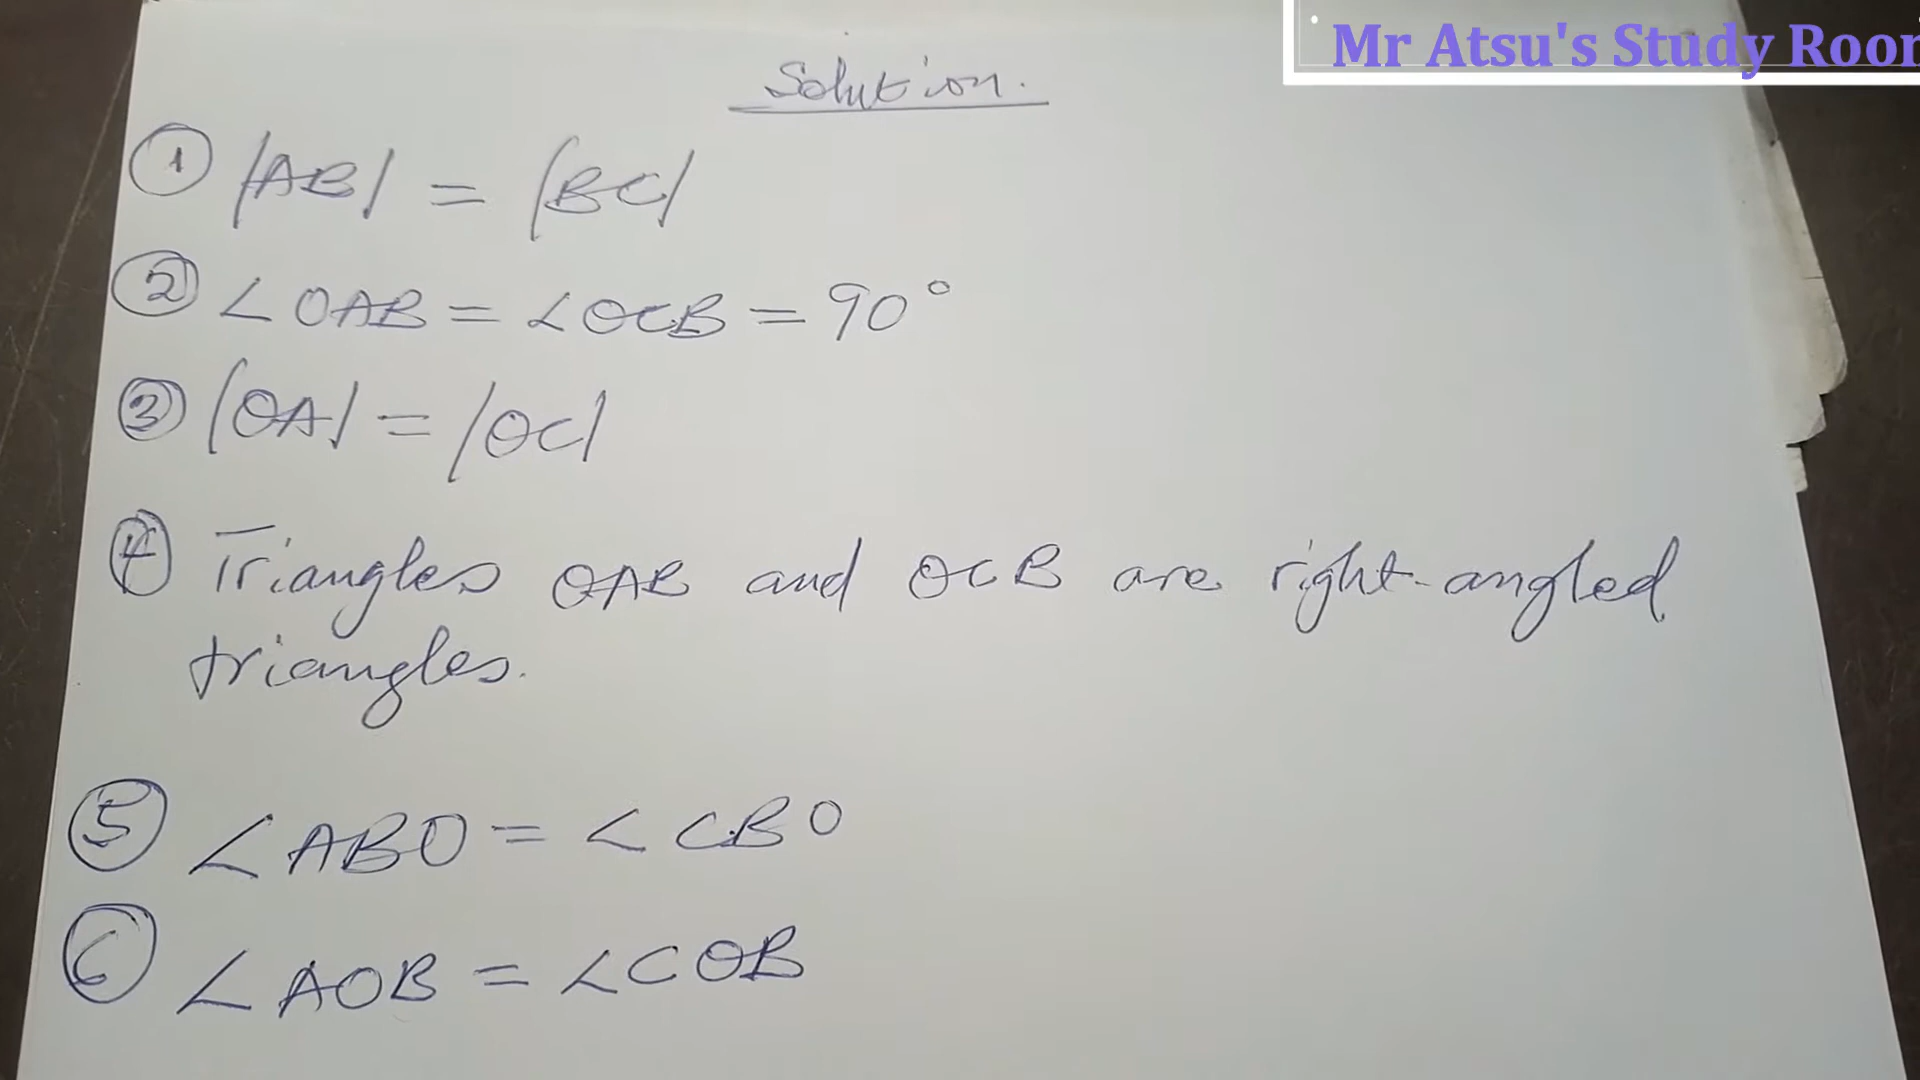 Mr Atsu's Study Roo
Solution.
① |AB| = |BC|
② ∠OAB = ∠OCB = 90°
③ |OA| = |OC|
④ Triangles OAB and OCB are right-angled
triangles.
⑤ ∠ABO = ∠CBO
⑥ ∠AOB = ∠COB